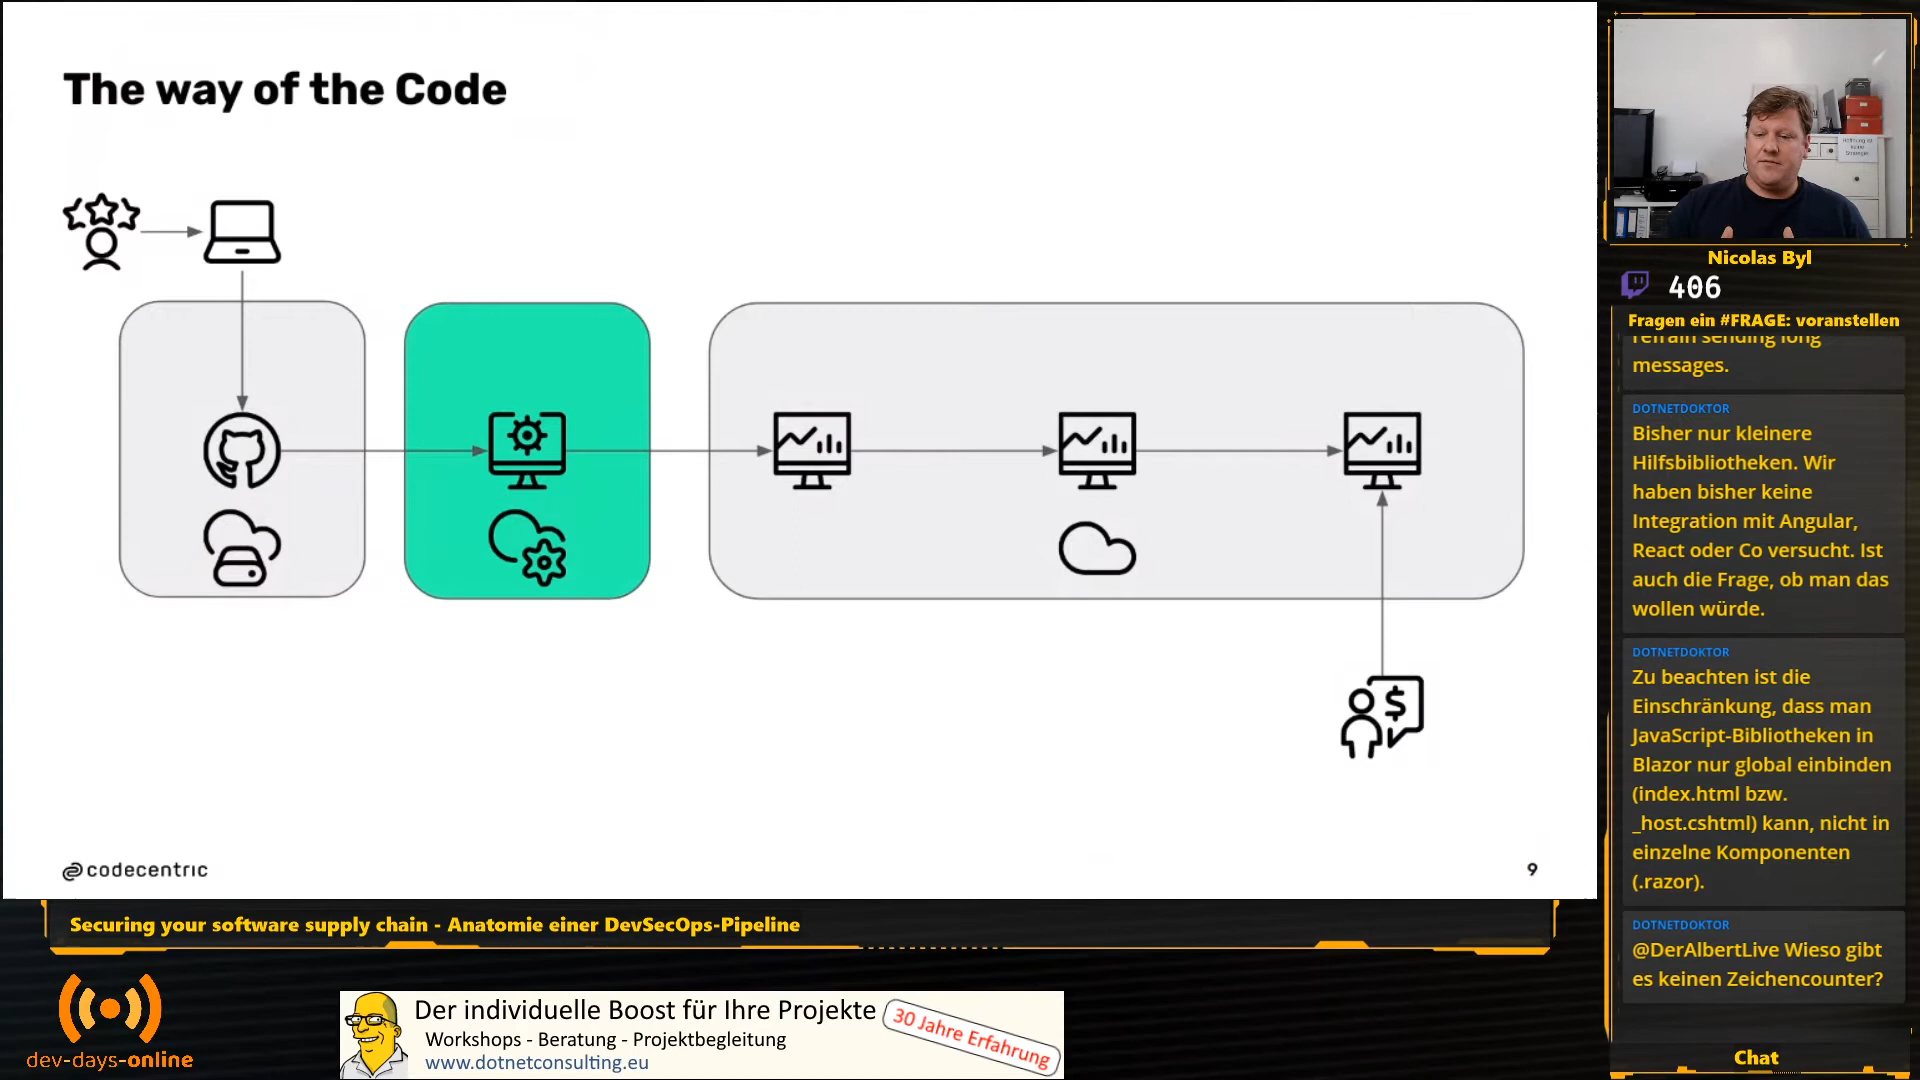 The way of the Code
$
codecentric
9
Securing your software supply chain - Anatomie einer DevSecOps-Pipeline
dev-days-online
Der individuelle Boost für Ihre Projekte
Workshops - Beratung - Projektbegleitung
www.dotnetconsulting.eu
30 Jahre Erfahrung
Nicolas Byl
406
Fragen ein #FRAGE: voranstellen
refrain sending long
messages.
DOTNETDOKTOR
Bisher nur kleinere
Hilfsbibliotheken. Wir
haben bisher keine
Integration mit Angular,
React oder Co versucht. Ist
auch die Frage, ob man das
wollen würde.
DOTNETDOKTOR
Zu beachten ist die
Einschränkung, dass man
JavaScript-Bibliotheken in
Blazor nur global einbinden
(index.html bzw.
_host.cshtml) kann, nicht in
einzelne Komponenten
(.razor).
DOTNETDOKTOR
@DerAlbertLive Wieso gibt
es keinen Zeichencounter?
Chat